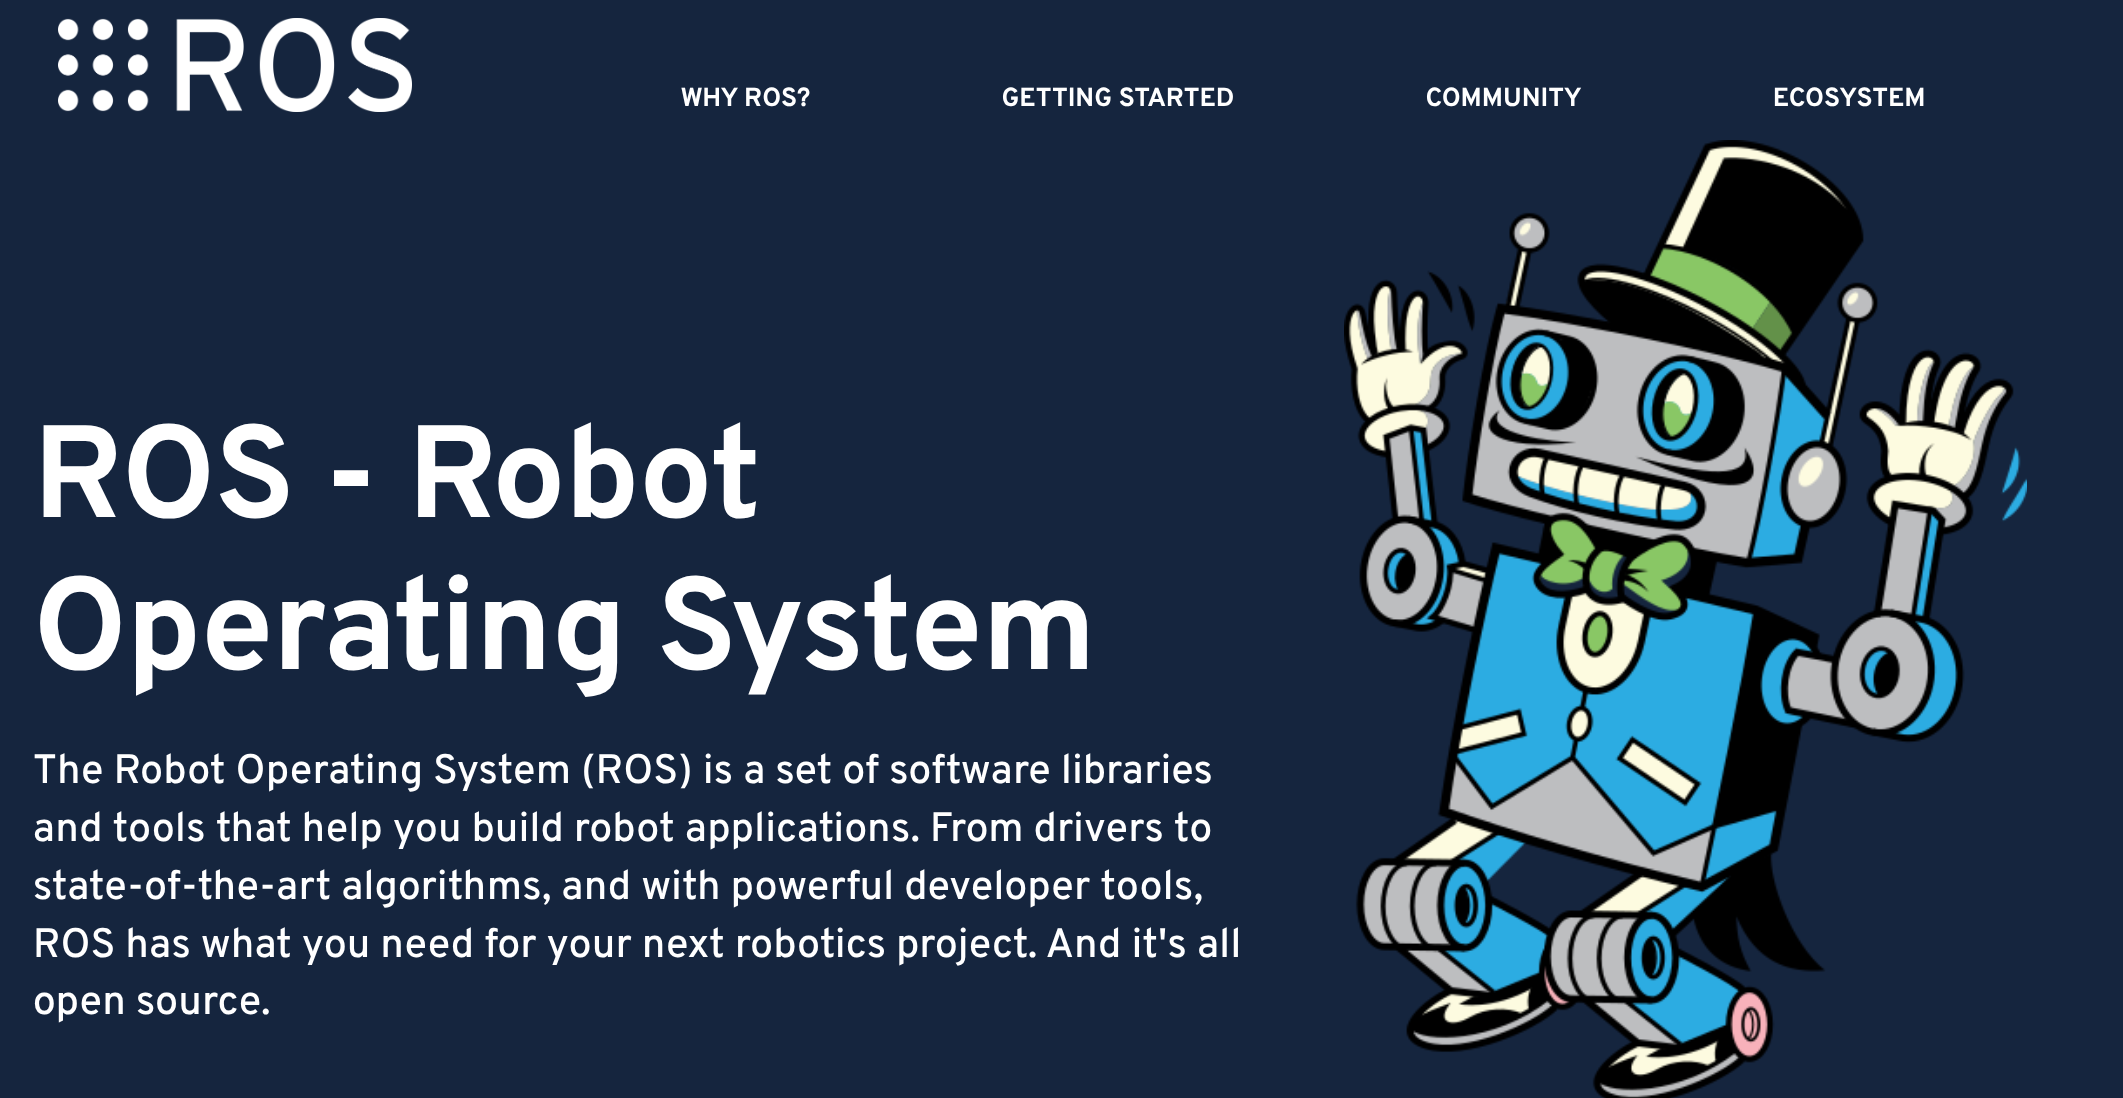 ROS
WHY ROS?
GETTING STARTED
COMMUNITY
ECOSYSTEM
ROS - Robot
Operating System
The Robot Operating System (ROS) is a set of software libraries
and tools that help you build robot applications. From drivers to
state-of-the-art algorithms, and with powerful developer tools,
ROS has what you need for your next robotics project. And it's all
open source.